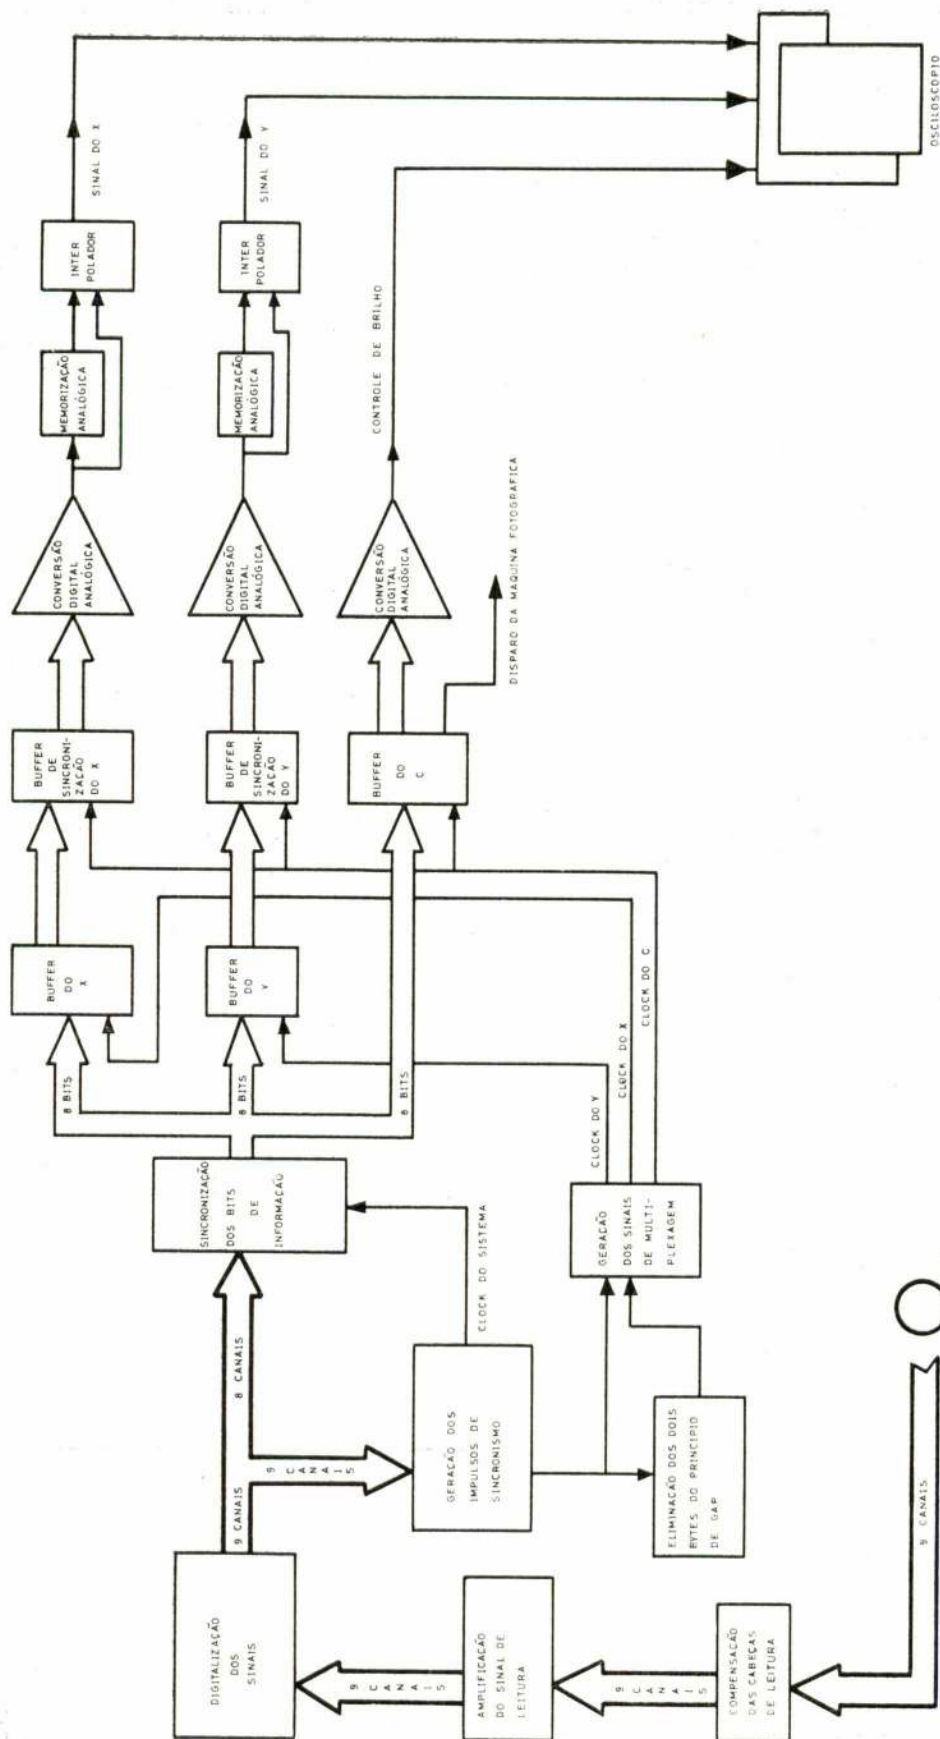 9 CANAIS
COMPENSAÇÃO
DAS CABEÇAS
DE LEITURA
9 CANAIS
AMPLIFICAÇÃO
DO SINAL DE
LEITURA
9 CANAIS
DIGITALIZAÇÃO
DOS
SINAIS
9 CANAIS
8 CANAIS
9 CANAIS
GERAÇÃO DOS
IMPULSOS DE
SINCRONISMO
ELIMINAÇÃO DOS DOIS
BYTES DO PRINCIPIO
DE GAP
CLOCK DO SISTEMA
SINCRONIZAÇÃO
DOS BITS
DE
INFORMAÇÃO
GERAÇÃO
DOS SINAIS
DE MULTI-
PLEXAGEM
CLOCK DO Y
CLOCK DO X
CLOCK DO C
8 BITS
8 BITS
8 BITS
BUFFER
DO
X
BUFFER
DO
Y
BUFFER
DE
SINCRONI-
ZAÇÃO
DO X
BUFFER
DE
SINCRONI-
ZAÇÃO
DO Y
BUFFER
DO
C
DISPARO DA MAQUINA FOTOGRAFICA
CONVERSÃO
DIGITAL
ANALÓGICA
CONVERSÃO
DIGITAL
ANALÓGICA
CONVERSÃO
DIGITAL
ANALÓGICA
MEMORIZAÇÃO
ANALÓGICA
MEMORIZAÇÃO
ANALÓGICA
CONTROLE DE BRILHO
INTER
POLADOR
INTER
POLADOR
SINAL DO X
SINAL DO Y
OSCILOSCOPIO